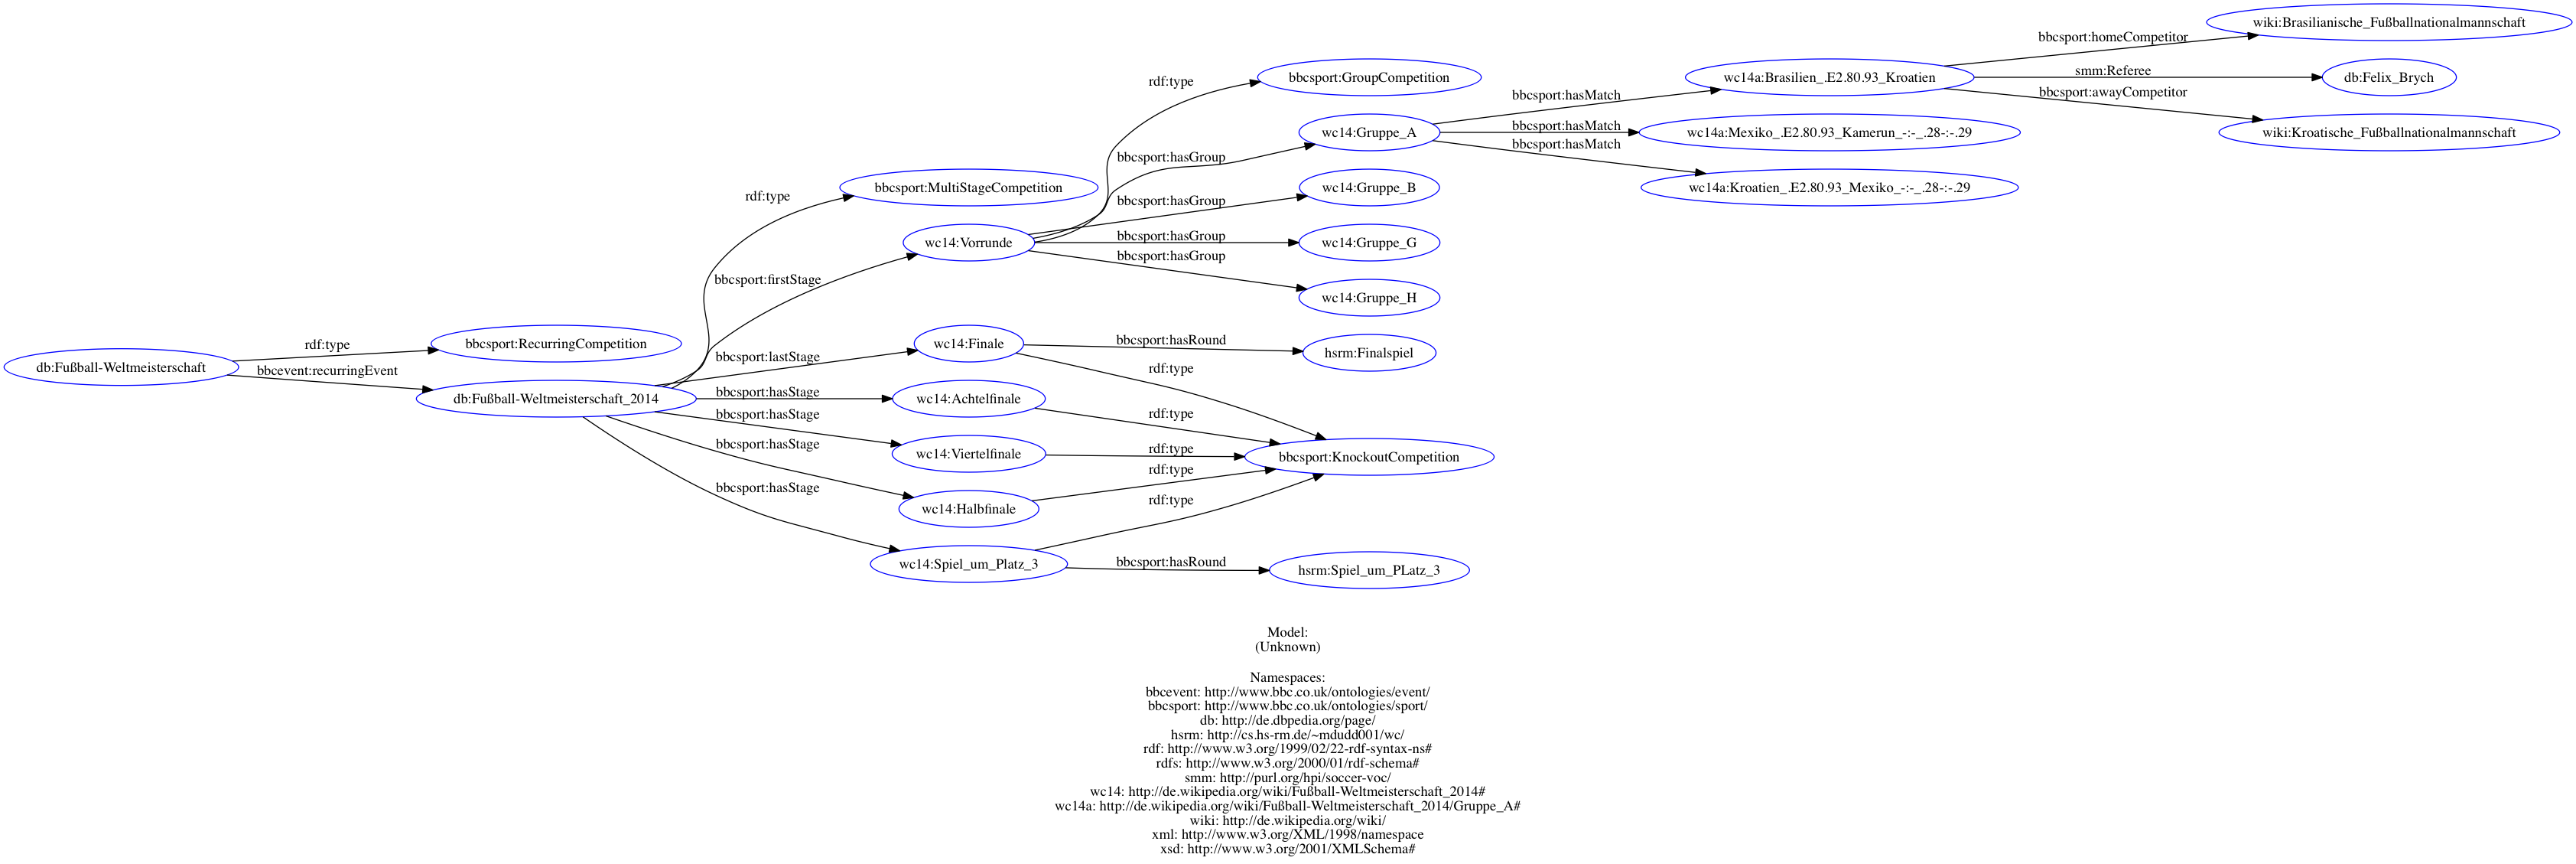 wiki:Brasilianische_Fußballnationalmannschaft
bbcsport:homeCompetitor
rdf:type
bbcsport:GroupCompetition
wc14a:Brasilien_.E2.80.93_Kroatien
smm:Referee
db:Felix_Brych
bbcsport:hasMatch
bbcsport:awayCompetitor
wc14:Gruppe_A
bbcsport:hasMatch
wc14a:Mexiko_.E2.80.93_Kamerun_-:-_.28-:-.29
wiki:Kroatische_Fußballnationalmannschaft
bbcsport:hasMatch
bbcsport:hasGroup
rdf:type
bbcsport:MultiStageCompetition
bbcsport:hasGroup
wc14:Gruppe_B
wc14a:Kroatien_.E2.80.93_Mexiko_-:-_.28-:-.29
wc14:Vorrunde
bbcsport:hasGroup
wc14:Gruppe_G
bbcsport:hasGroup
bbcsport:firstStage
wc14:Gruppe_H
rdf:type
bbcsport:RecurringCompetition
wc14:Finale
bbcsport:hasRound
hsrm:Finalspiel
bbcsport:lastStage
db:Fußball-Weltmeisterschaft
bbcevent:recurringEvent
rdf:type
db:Fußball-Weltmeisterschaft_2014
bbcsport:hasStage
wc14:Achtelfinale
bbcsport:hasStage
rdf:type
bbcsport:hasStage
wc14:Viertelfinale
rdf:type
bbcsport:KnockoutCompetition
rdf:type
bbcsport:hasStage
wc14:Halbfinale
rdf:type
wc14:Spiel_um_Platz_3
bbcsport:hasRound
hsrm:Spiel_um_PLatz_3
Model:
(Unknown)
Namespaces:
bbcevent: http://www.bbc.co.uk/ontologies/event/
bbcsport: http://www.bbc.co.uk/ontologies/sport/
db: http://de.dbpedia.org/page/
hsrm: http://cs.hs-rm.de/~mdudd001/wc/
rdf: http://www.w3.org/1999/02/22-rdf-syntax-ns#
rdfs: http://www.w3.org/2000/01/rdf-schema#
smm: http://purl.org/hpi/soccer-voc/
wc14: http://de.wikipedia.org/wiki/Fußball-Weltmeisterschaft_2014#
wc14a: http://de.wikipedia.org/wiki/Fußball-Weltmeisterschaft_2014/Gruppe_A#
wiki: http://de.wikipedia.org/wiki/
xml: http://www.w3.org/XML/1998/namespace
xsd: http://www.w3.org/2001/XMLSchema#